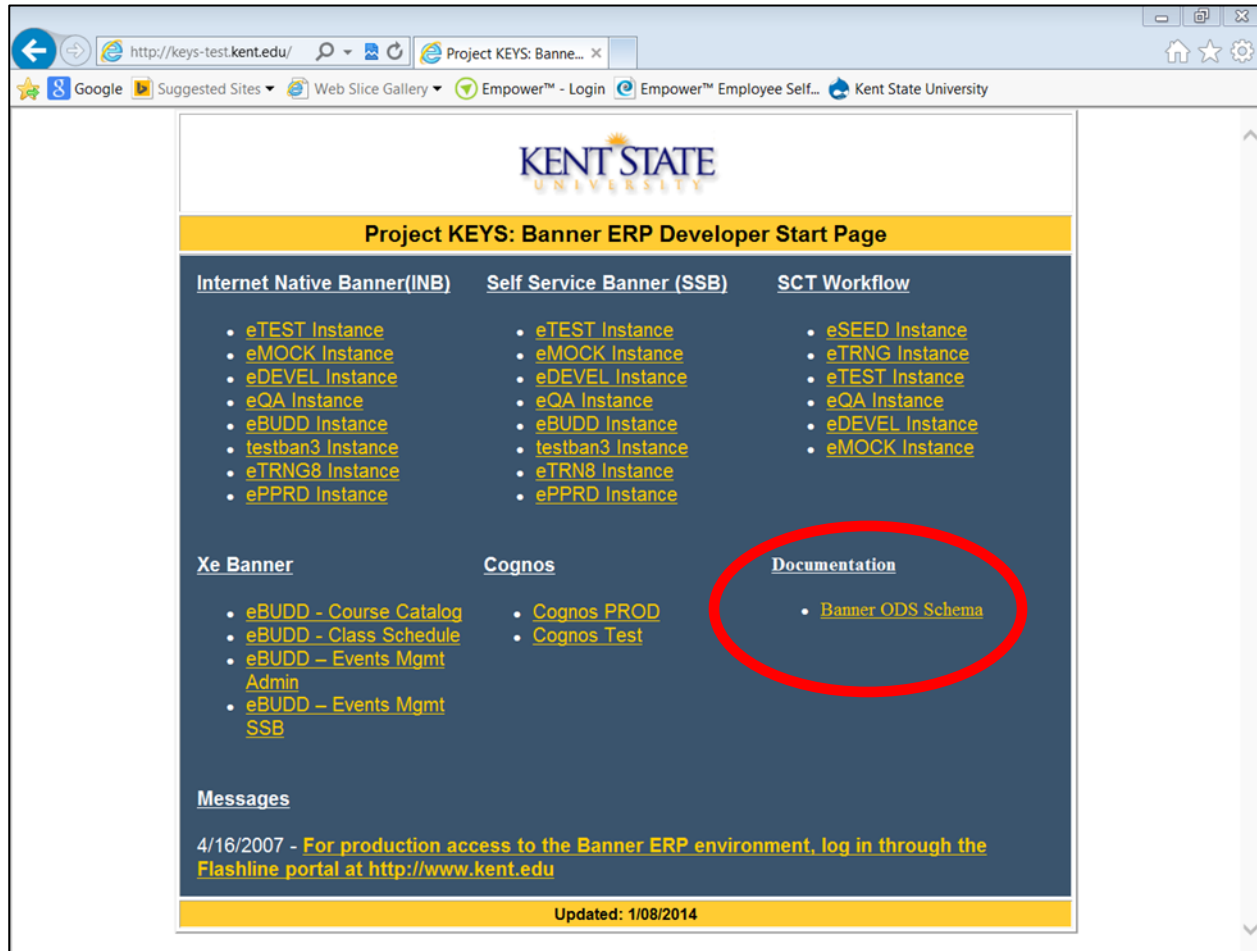 http://keys-test.kent.edu/
Project KEYS: Banne...
Google
Suggested Sites
Web Slice Gallery
Empower™ - Login
Empower™ Employee Self...
Kent State University
KENT STATE
UNIVERSITY
Project KEYS: Banner ERP Developer Start Page
Internet Native Banner(INB)
eTEST Instance
eMOCK Instance
eDEVEL Instance
eQA Instance
eBUDD Instance
testban3 Instance
eTRNG8 Instance
ePPRD Instance
Self Service Banner (SSB)
eTEST Instance
eMOCK Instance
eDEVEL Instance
eQA Instance
eBUDD Instance
testban3 Instance
eTRN8 Instance
ePPRD Instance
SCT Workflow
eSEED Instance
eTRNG Instance
eTEST Instance
eQA Instance
eDEVEL Instance
eMOCK Instance
Xe Banner
eBUDD - Course Catalog
eBUDD - Class Schedule
eBUDD – Events Mgmt
Admin
eBUDD – Events Mgmt
SSB
Cognos
Cognos PROD
Cognos Test
Documentation
Banner ODS Schema
Messages
4/16/2007 - For production access to the Banner ERP environment, log in through the
Flashline portal at http://www.kent.edu
Updated: 1/08/2014